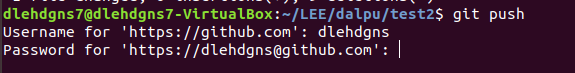 dlehdgns7@dlehdgns7-VirtualBox:~/LEE/dalpu/test2$ git push
Username for 'https://github.com': dlehdgns
Password for 'https://dlehdgns@github.com':